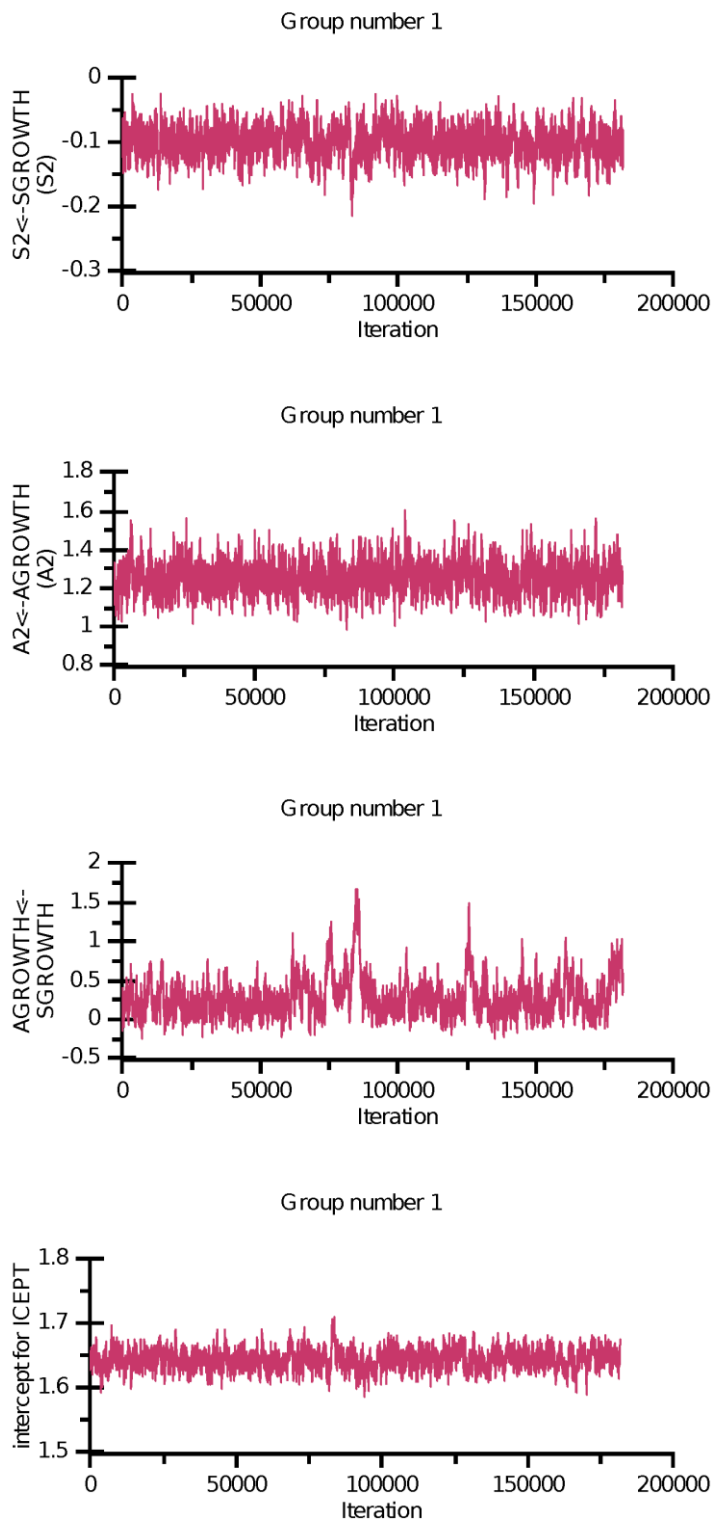 Group number 1
S2<--SGROWTH
(S2)
0
-0.1
-0.2
-0.3
0 50000 100000 150000 200000
Iteration
Group number 1
A2<--AGROWTH
(A2)
1.8
1.6
1.4
1.2
1
0.8
0 50000 100000 150000 200000
Iteration
Group number 1
AGROWTH<--
SGROWTH
2
1.5
1
0.5
0
-0.5
0 50000 100000 150000 200000
Iteration
Group number 1
intercept for ICEPT
1.8
1.7
1.6
1.5
0 50000 100000 150000 200000
Iteration